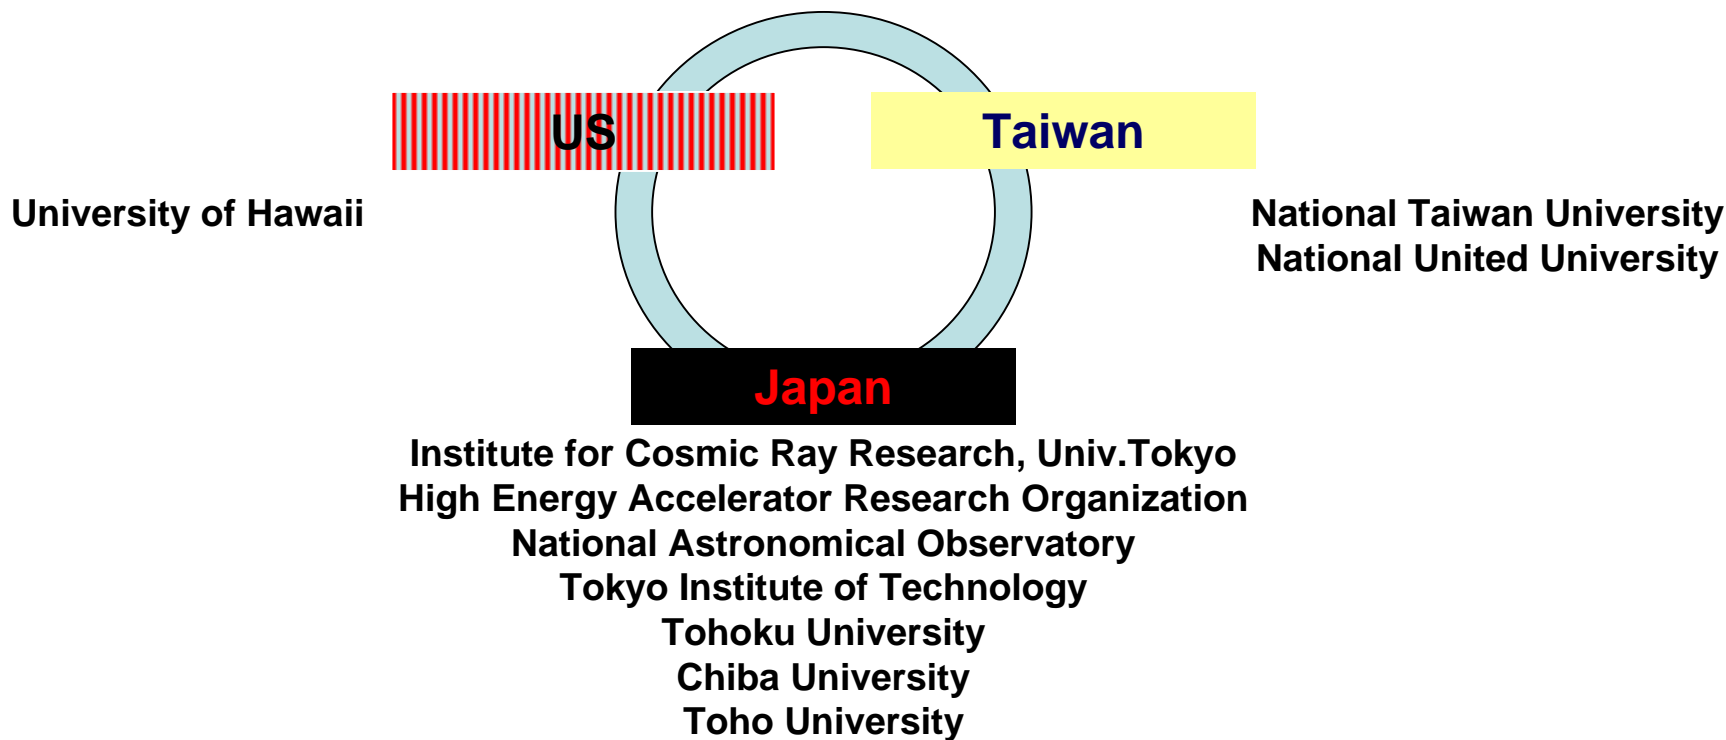 US
Taiwan
University of Hawaii
National Taiwan University
National United University
Japan
Institute for Cosmic Ray Research, Univ.Tokyo
High Energy Accelerator Research Organization
National Astronomical Observatory
Tokyo Institute of Technology
Tohoku University
Chiba University
Toho University